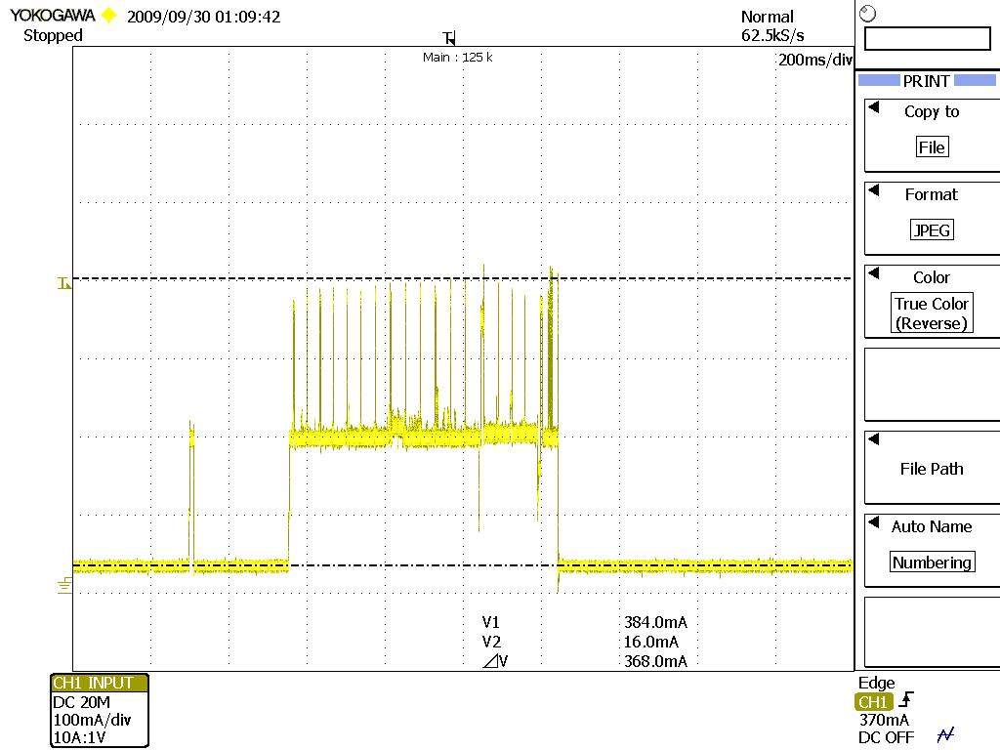 YOKOGAWA 2009/09/30 01:09:42
Stopped
Normal
62.5kS/s
T
Main : 125 k
200ms/div
T
PRINT
Copy to
File
Format
JPEG
Color
True Color
(Reverse)
File Path
Auto Name
Numbering
V1 384.0mA
V2 16.0mA
⊿V 368.0mA
CH1 INPUT
DC 20M
100mA/div
10A:1V
Edge
CH1
370mA
DC OFF